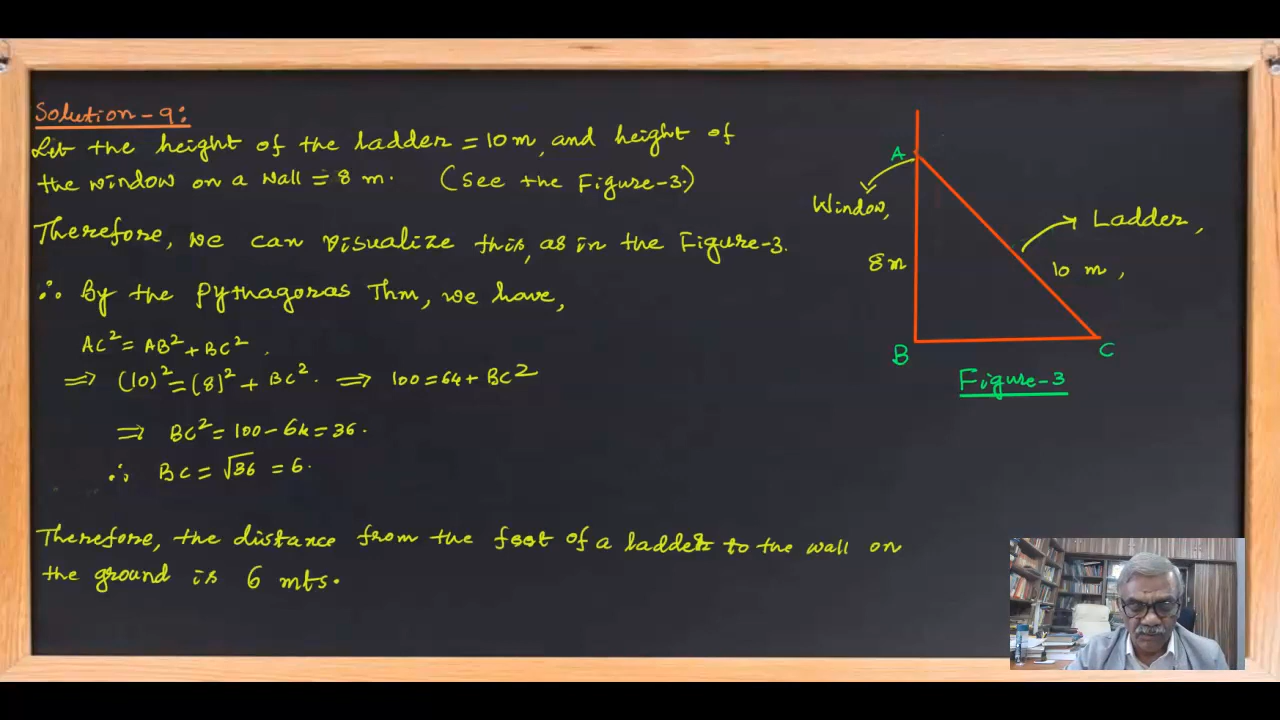 Solution-9:
Let the height of the ladder = 10 m, and height of
the window on a wall = 8 m. (See the Figure-3.)
Therefore, we can visualize this, as in the Figure-3.
∴ By the Pythagoras Thm, we have,
AC² = AB² + BC².
⇒ (10)² = (8)² + BC². ⇒ 100 = 64 + BC²
⇒ BC² = 100 - 64 = 36.
∴ BC = √36 = 6.
Therefore, the distance from the foot of a ladder to the wall on
the ground is 6 mts.
A
Window,
8 m
Ladder,
10 m,
B
C
Figure-3